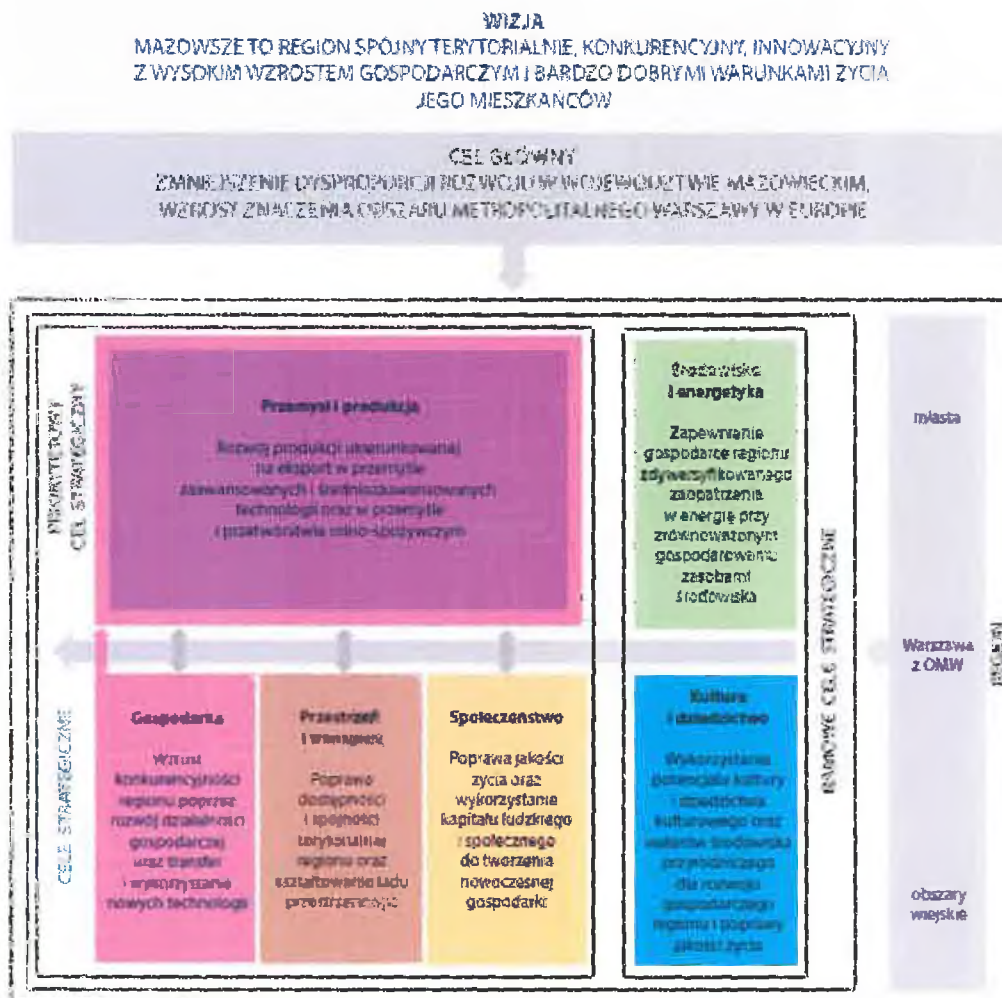 WIZJA
MAZOWSZE TO REGION SPÓJNY TERYTORIALNIE, KONKURENCYJNY, INNOWACYJNY
Z WYSOKIM WZROSTEM GOSPODARCZYM I BARDZO DOBRYMI WARUNKAMI ŻYCIA
JEGO MIESZKAŃCÓW
CEL GŁÓWNY
ZMNIEJSZENIE DYSPROPORCJI ROZWOJU W WOJEWÓDZTWIE MAZOWIECKIM,
WZROST ZNACZENIA OBSZARU METROPOLITALNEGO WARSZAWY W EUROPIE
PRIORYTETOWY
CEL STRATEGICZNY
Przemysł i produkcja
Rozwój produkcji ukierunkowanej
na eksport w przemyśle
zaawansowanych i średniozaawansowanych
technologii oraz w przemyśle
i przetwórstwie rolno-spożywczym
Środowisko
i energetyka
Zapewnienie
gospodarce regionu
zdywersyfikowanego
zaopatrzenia
w energię przy
zrównoważonym
gospodarowaniu
zasobami
środowiska
CELE STRATEGICZNE
Gospodarka
Wzrost
konkurencyjności
regionu poprzez
rozwój działalności
gospodarczej
oraz transfer
i wykorzystanie
nowych technologii
Przestrzeń
i transport
Poprawa
dostępności
i spójności
terytorialnej
regionu oraz
kształtowanie ładu
przestrzennego
Społeczeństwo
Poprawa jakości
życia oraz
wykorzystanie
kapitału ludzkiego
i społecznego
do tworzenia
nowoczesnej
gospodarki
Kultura
i dziedzictwo
Wykorzystanie
potencjału kultury
i dziedzictwa
kulturowego oraz
walorów środowiska
przyrodniczego
dla rozwoju
gospodarczego
regionu i poprawy
jakości życia
RAMOWE CELE STRATEGICZNE
miasta
Warszawa
z OMW
obszary
wiejskie
REGION